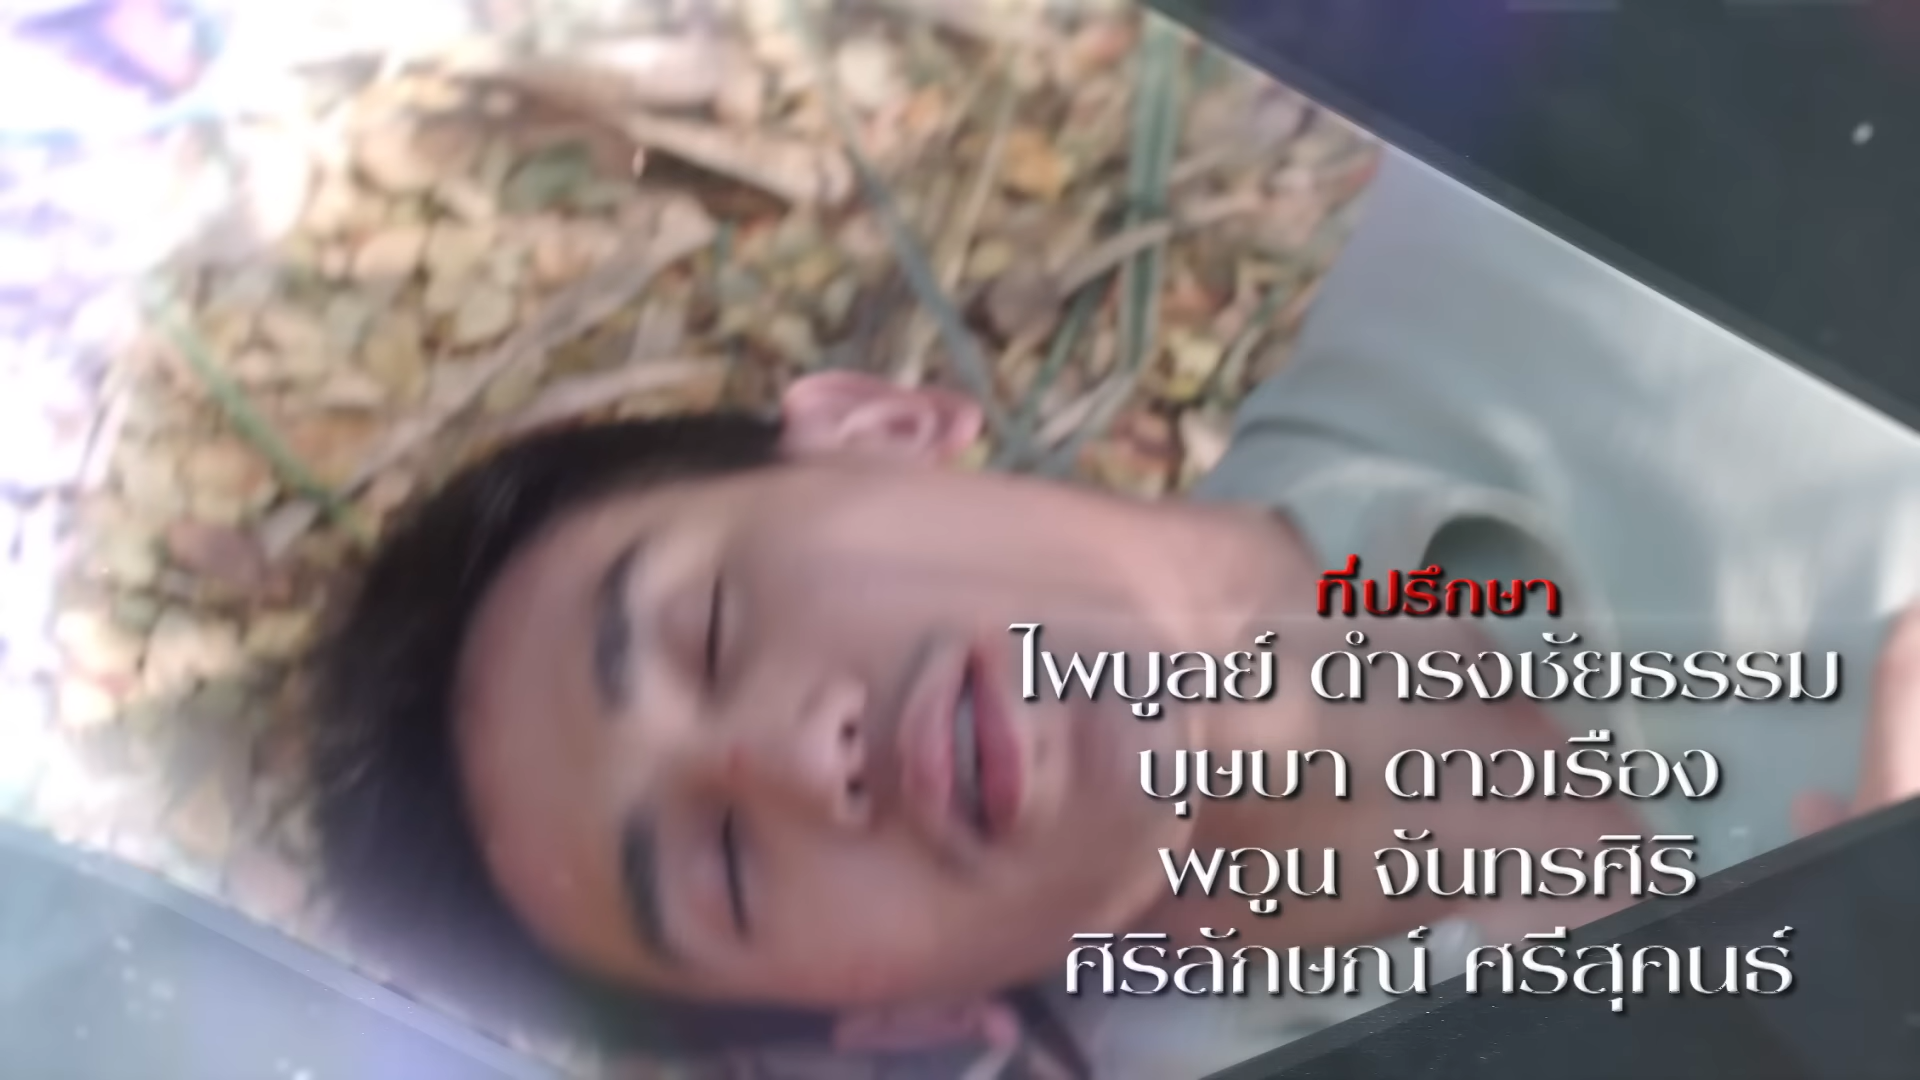 ที่ปรึกษา
ไพบูลย์ ดำรงชัยธรรม
บุษบา ดาวเรือง
พอูน จันทรศิริ
ศิริลักษณ์ ศรีสุคนธ์